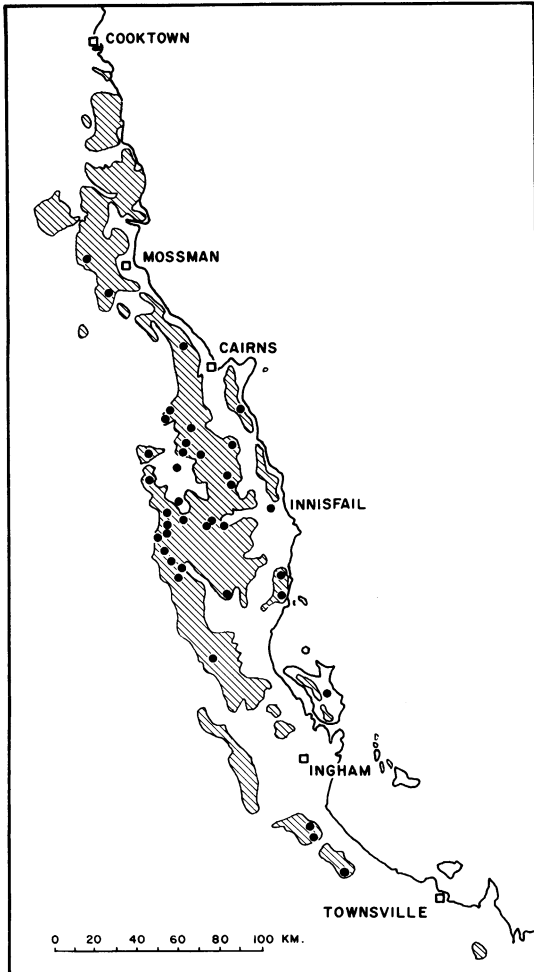 COOKTOWN
MOSSMAN
CAIRNS
INNISFAIL
INGHAM
TOWNSVILLE
0 20 40 60 80 100 KM.